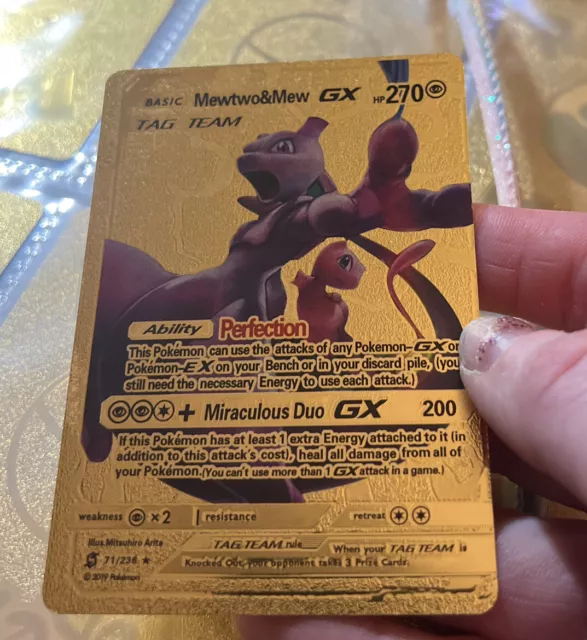 BASIC Mewtwo&Mew GX HP270
TAG TEAM
Ability Perfection
This Pokémon can use the attacks of any Pokemon-GX or
Pokémon-EX on your Bench or in your discard pile, (you
still need the necessary Energy to use each attack.)
+ Miraculous Duo GX 200
If this Pokémon has at least 1 extra Energy attached to it (in
addition to this attack's cost), heal all damage from all of
your Pokémon.(You can't use more than 1 GX attack in a game.)
weakness ×2 resistance retreat
Illus.Mitsuhiro Arita TAG TEAM rule When your TAG TEAM is
71/236 ★ Knocked Out, your opponent takes 3 Prize Cards.
©2019 Pokémon